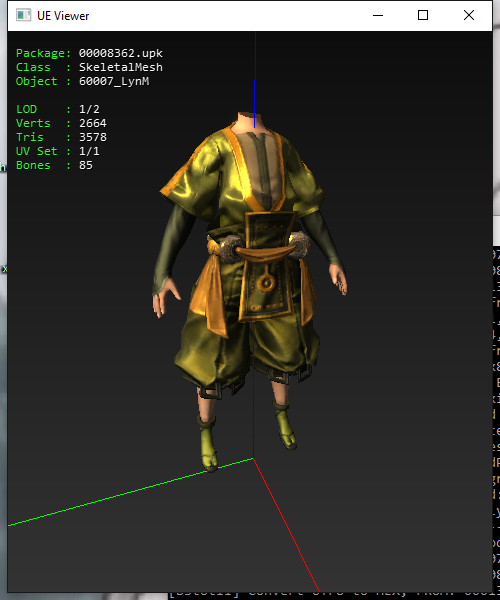 UE Viewer
Package: 00008362.upk
Class : SkeletalMesh
Object : 60007_LynM
LOD : 1/2
Verts : 2664
Tris : 3578
UV Set : 1/1
Bones : 85